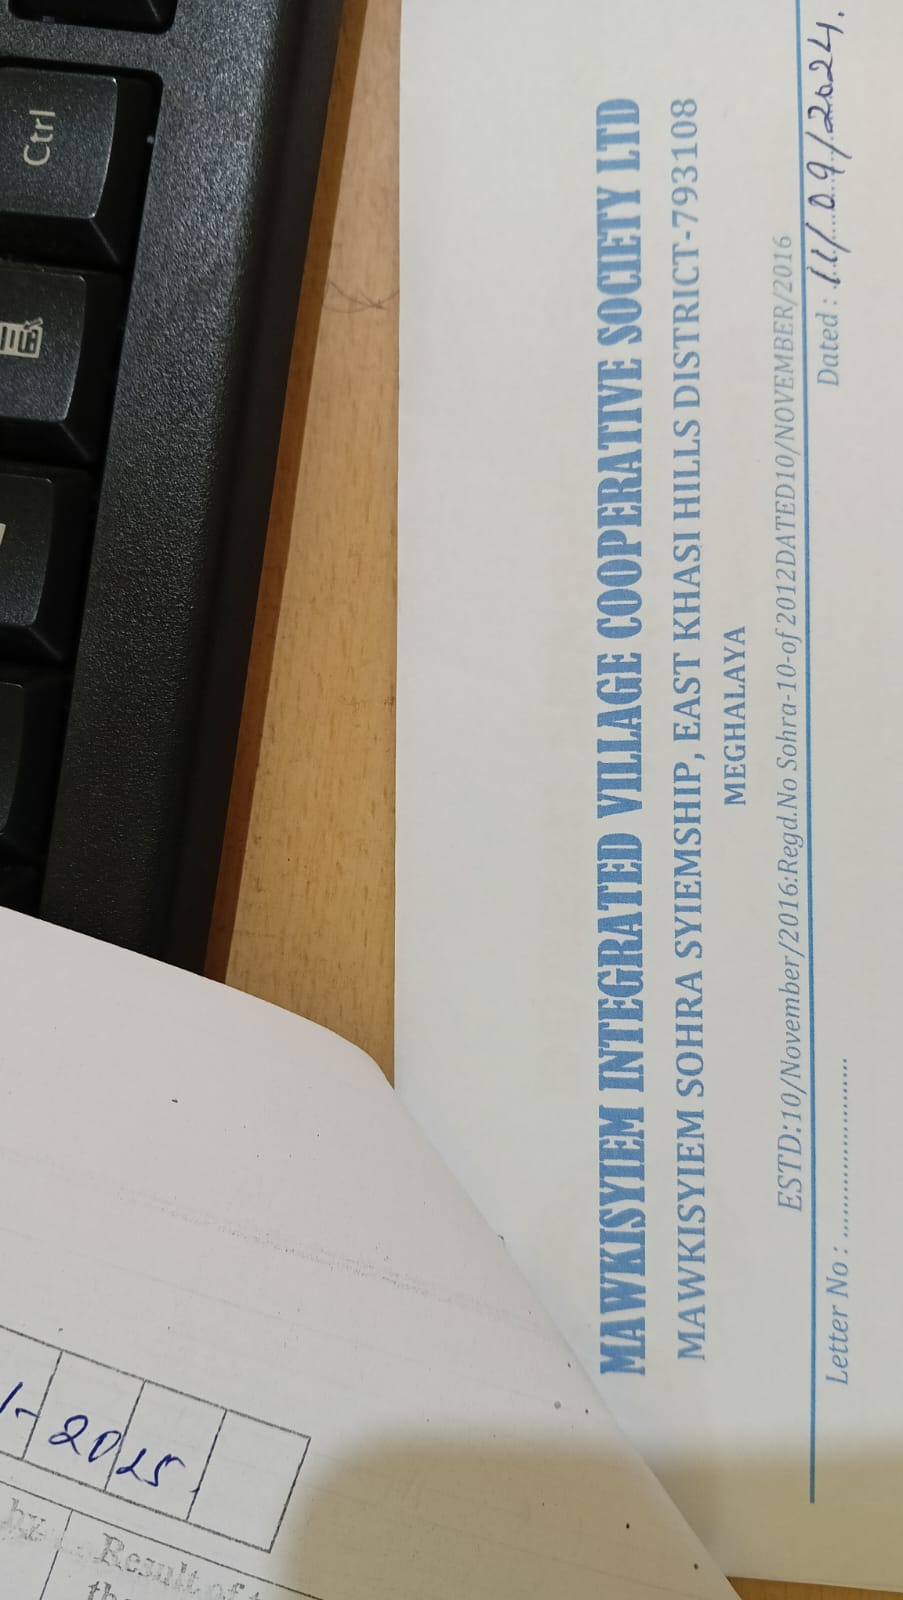 Ctrl
MAWKISYIEM INTEGRATED VILLAGE COOPERATIVE SOCIETY LTD
MAWKISYIEM SOHRA SYIEMSHIP, EAST KHASI HILLS DISTRICT-793108
MEGHALAYA
ESTD:10/November/2016:Regd.No Sohra-10-of 2012DATED10/NOVEMBER/2016
Letter No : ........................... Dated : 11/09/2024.
2025
by
Result of